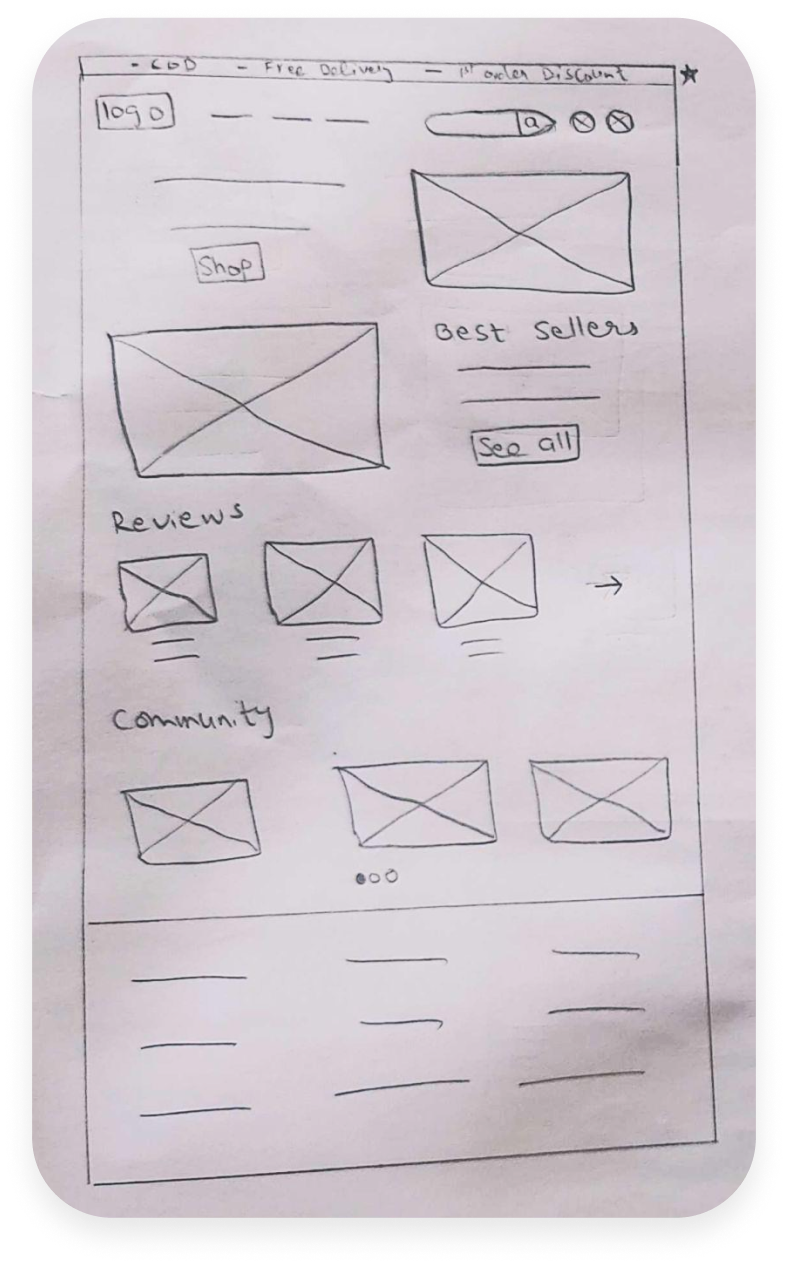 - COD - Free Delivery - 1st order Discount
logo
Shop
Best Sellers
See all
Reviews
Community